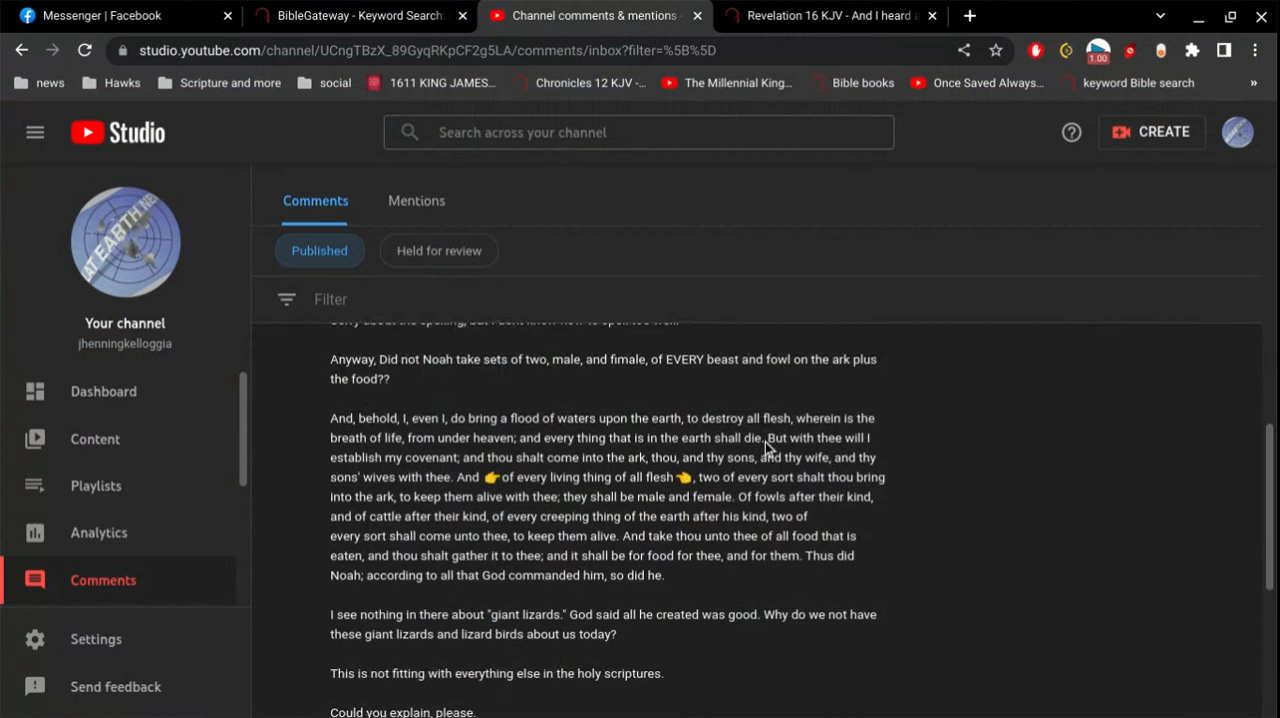 Messenger | Facebook
BibleGateway - Keyword Search:
Channel comments & mentions -
Revelation 16 KJV - And I heard a
studio.youtube.com/channel/UCngTBzX_89GyqRKpCF2g5LA/comments/inbox?filter=%5B%5D
1.00
news
Hawks
Scripture and more
social
1611 KING JAMES...
Chronicles 12 KJV -...
The Millennial King...
Bible books
Once Saved Always...
keyword Bible search
»
Studio
Search across your channel
CREATE
Comments
Mentions
Published
Held for review
Filter
AT EARTH NE
Your channel
jhenningkelloggia
Dashboard
Content
Playlists
Analytics
Comments
Settings
Send feedback
Anyway, Did not Noah take sets of two, male, and fimale, of EVERY beast and fowl on the ark plus
the food??
And, behold, I, even I, do bring a flood of waters upon the earth, to destroy all flesh, wherein is the
breath of life, from under heaven; and every thing that is in the earth shall die. But with thee will I
establish my covenant; and thou shalt come into the ark, thou, and thy sons, and thy wife, and thy
sons' wives with thee. And 👉of every living thing of all flesh👈, two of every sort shalt thou bring
into the ark, to keep them alive with thee; they shall be male and female. Of fowls after their kind,
and of cattle after their kind, of every creeping thing of the earth after his kind, two of
every sort shall come unto thee, to keep them alive. And take thou unto thee of all food that is
eaten, and thou shalt gather it to thee; and it shall be for food for thee, and for them. Thus did
Noah; according to all that God commanded him, so did he.
I see nothing in there about "giant lizards." God said all he created was good. Why do we not have
these giant lizards and lizard birds about us today?
This is not fitting with everything else in the holy scriptures.
Could you explain, please.